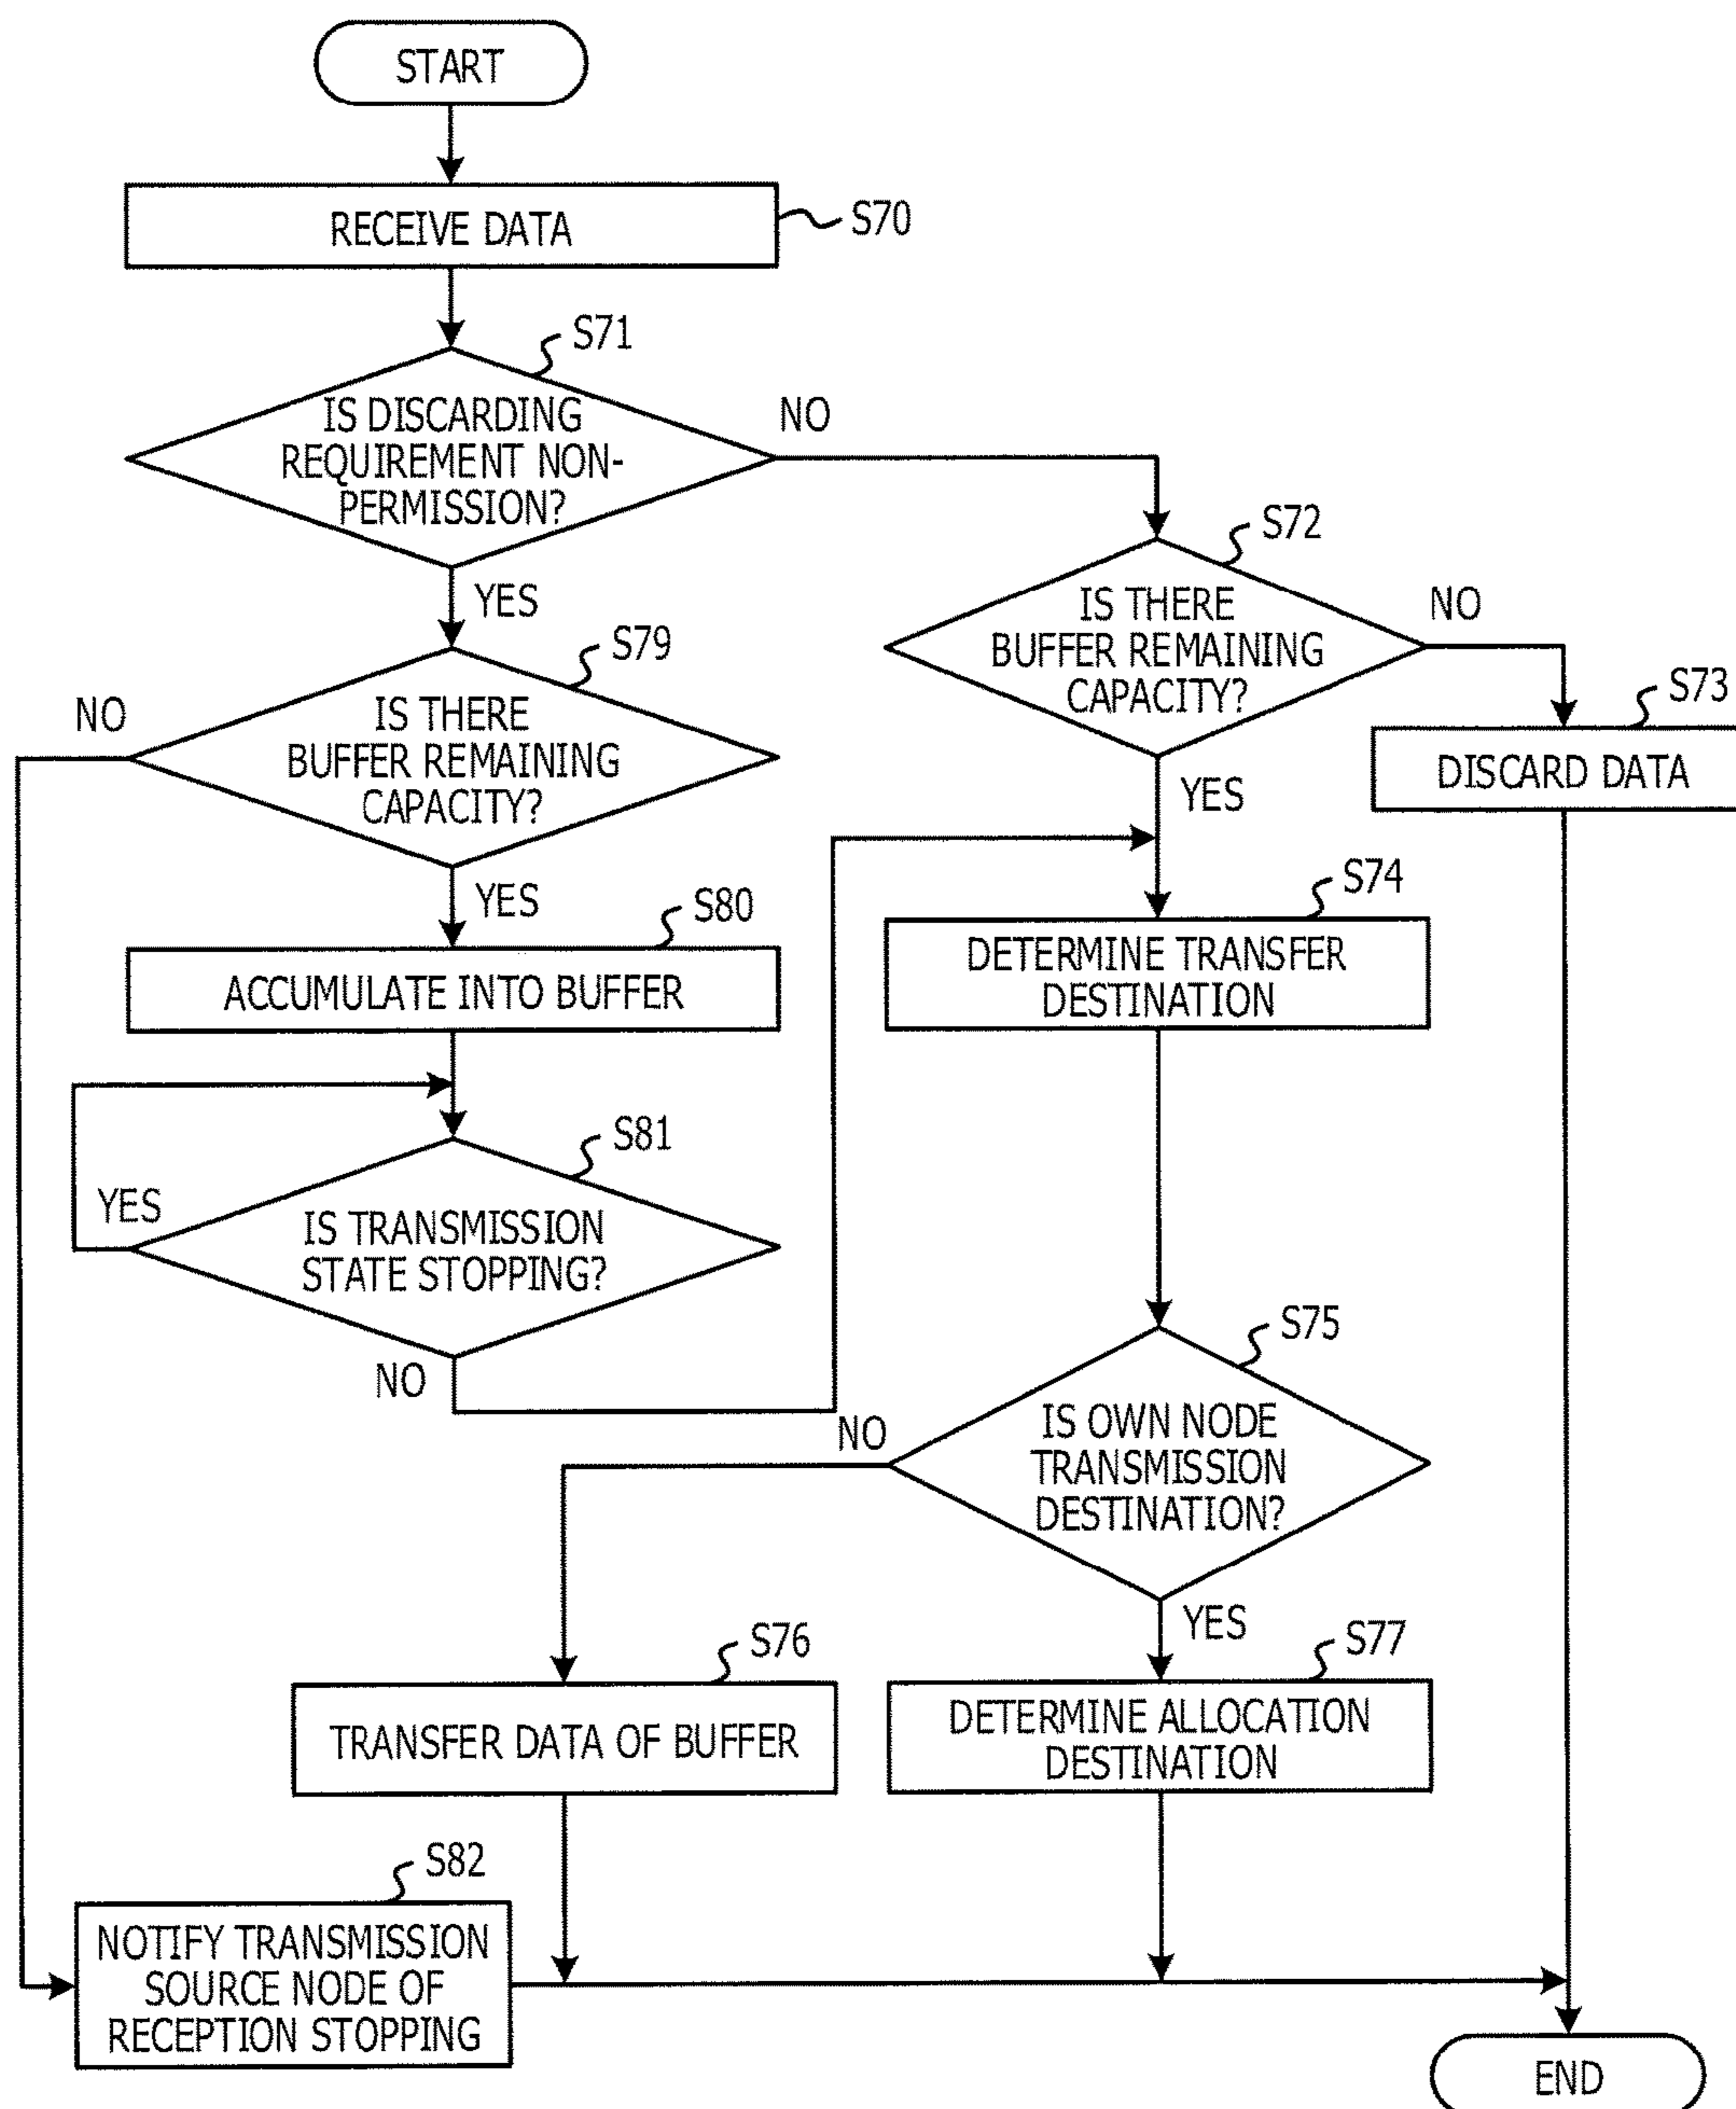 START
RECEIVE DATA
S70
S71
IS DISCARDING
REQUIREMENT NON-
PERMISSION?
NO
YES
S72
IS THERE
BUFFER REMAINING
CAPACITY?
NO
YES
S73
DISCARD DATA
S79
IS THERE
BUFFER REMAINING
CAPACITY?
NO
YES
S80
ACCUMULATE INTO BUFFER
S74
DETERMINE TRANSFER
DESTINATION
S81
IS TRANSMISSION
STATE STOPPING?
YES
NO
S75
IS OWN NODE
TRANSMISSION
DESTINATION?
NO
YES
S76
TRANSFER DATA OF BUFFER
S77
DETERMINE ALLOCATION
DESTINATION
S82
NOTIFY TRANSMISSION
SOURCE NODE OF
RECEPTION STOPPING
END